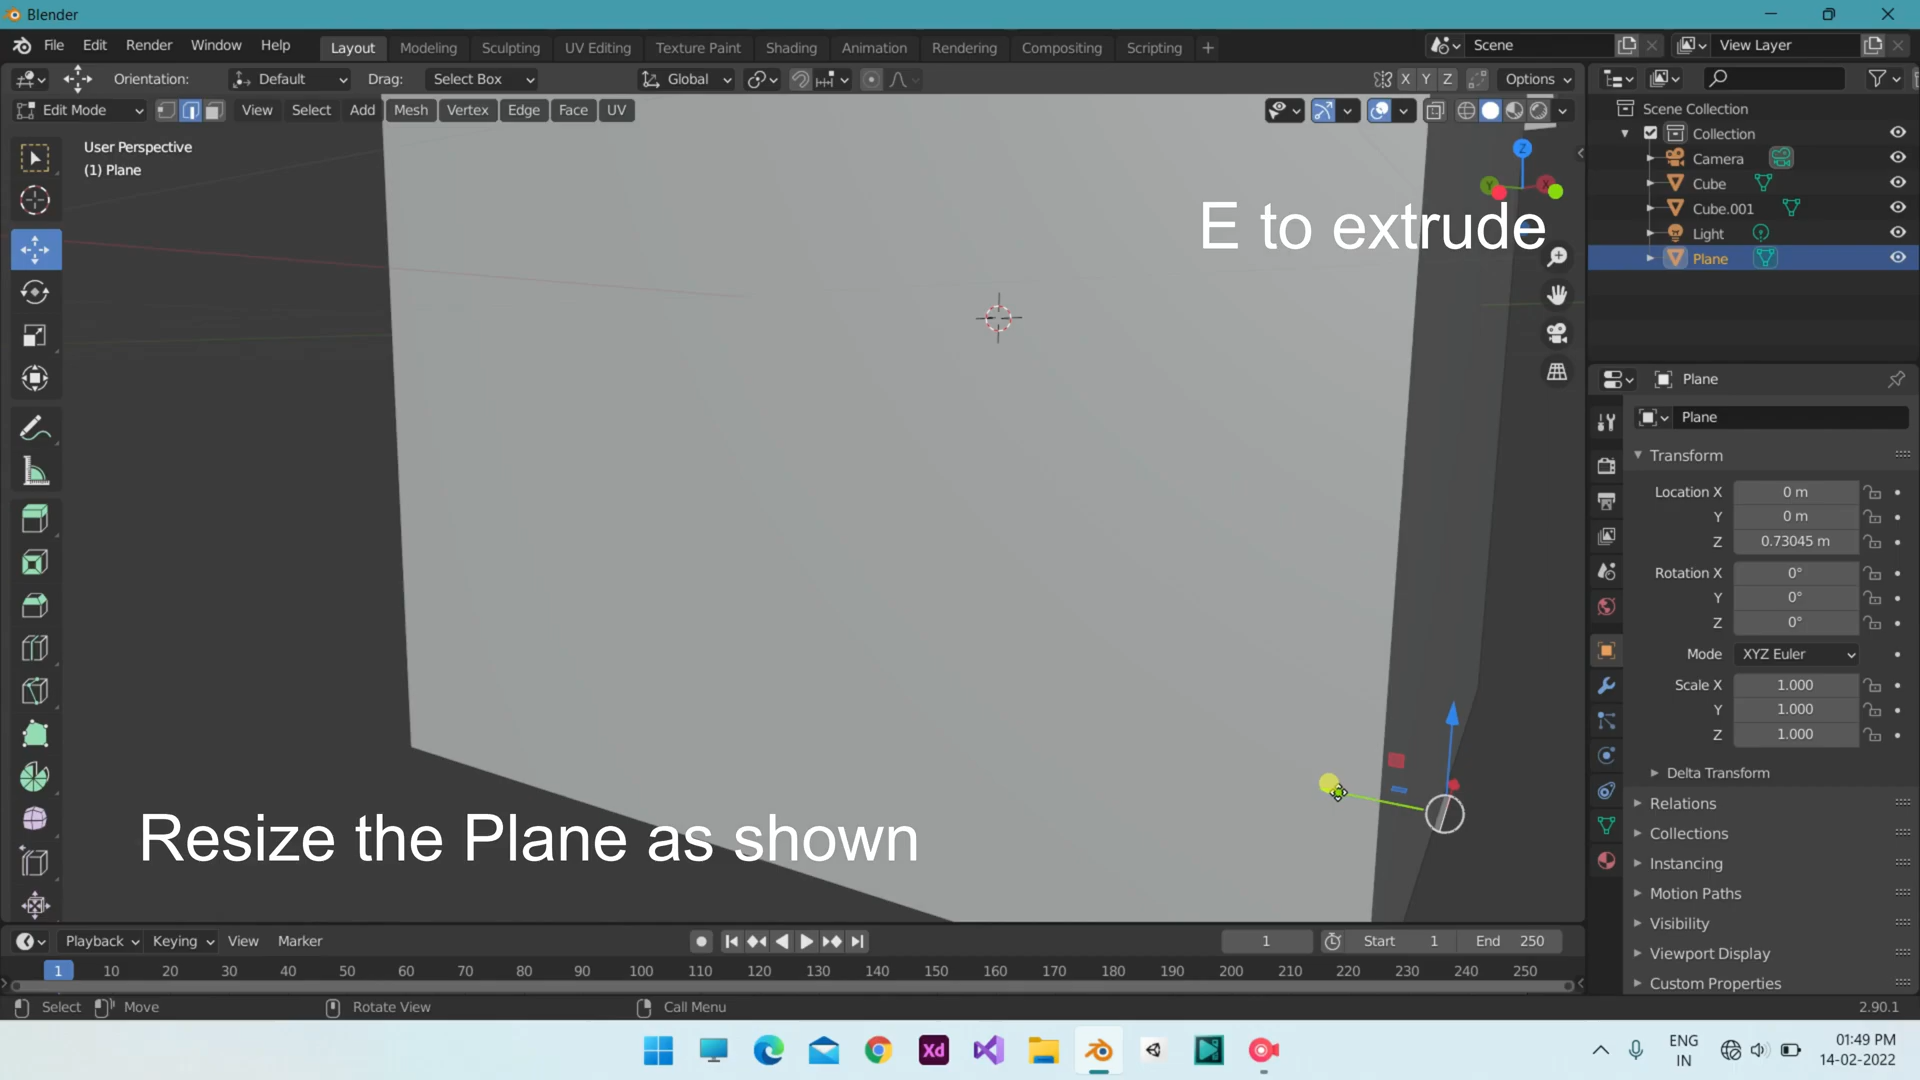 Blender
File Edit Render Window Help Layout Modeling Sculpting UV Editing Texture Paint Shading Animation Rendering Compositing Scripting + Scene View Layer
Orientation: Default Drag: Select Box Global X Y Z Options
Edit Mode View Select Add Mesh Vertex Edge Face UV
User Perspective
(1) Plane
Z
Y
X
E to extrude
Resize the Plane as shown
Scene Collection
Collection
Camera
Cube
Cube.001
Light
Plane
Plane
Plane
Transform
Location X 0 m
Y 0 m
Z 0.73045 m
Rotation X 0°
Y 0°
Z 0°
Mode XYZ Euler
Scale X 1.000
Y 1.000
Z 1.000
Delta Transform
Relations
Collections
Instancing
Motion Paths
Visibility
Viewport Display
Custom Properties
Playback Keying View Marker 1 Start 1 End 250
1 10 20 30 40 50 60 70 80 90 100 110 120 130 140 150 160 170 180 190 200 210 220 230 240 250
Select Move Rotate View Call Menu 2.90.1
Xd
ENG
IN
01:49 PM
14-02-2022